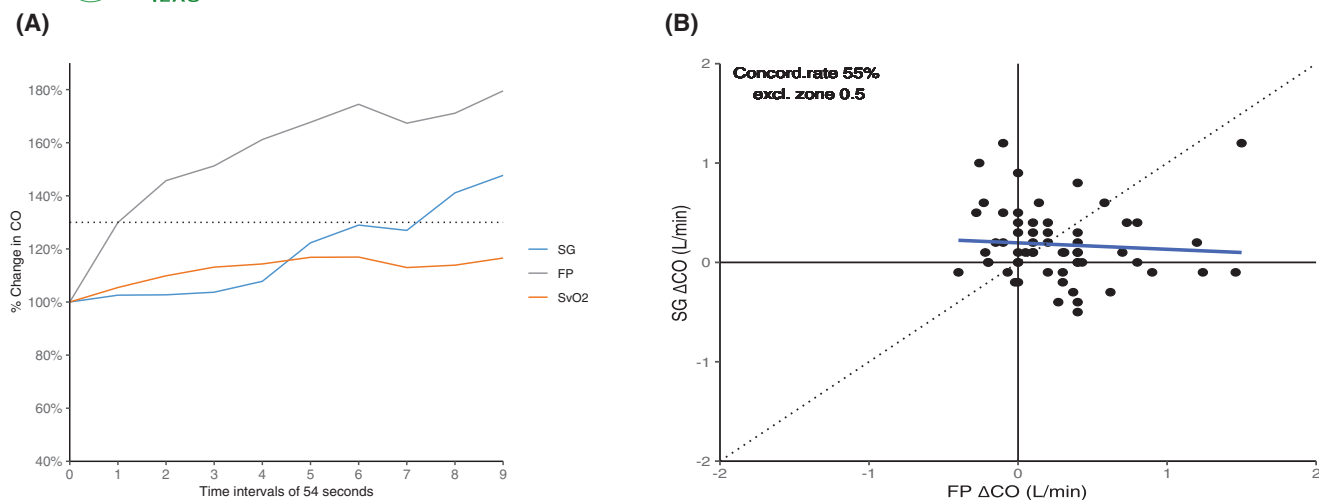 (A)
180%
160%
140%
120%
100%
80%
60%
40%
% Change in CO
0 1 2 3 4 5 6 7 8 9
Time intervals of 54 seconds
SG
FP
SvO2
(B)
Concord.rate 55%
excl. zone 0.5
2
1
0
-1
-2
SG ΔCO (L/min)
-2 -1 0 1 2
FP ΔCO (L/min)